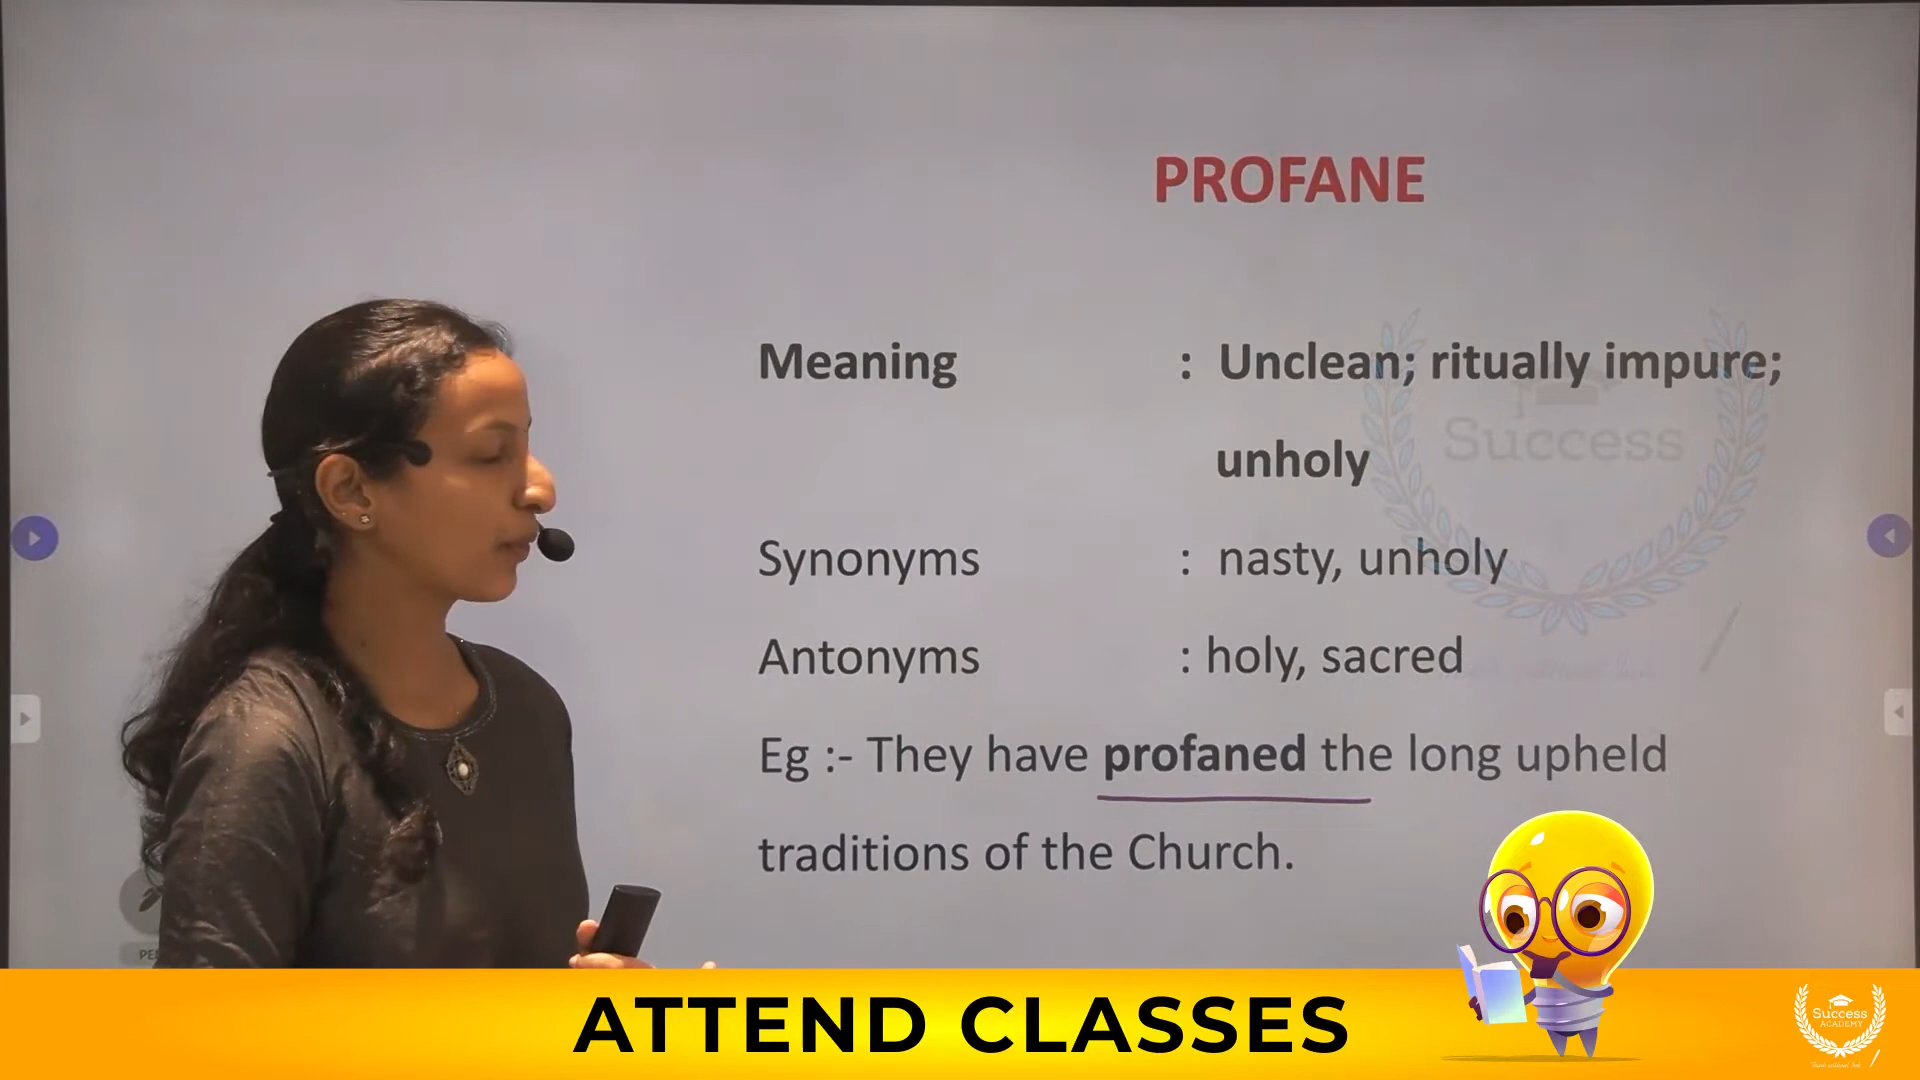 PROFANE
Meaning : Unclean; ritually impure;
unholy
Success
Synonyms : nasty, unholy
Antonyms : holy, sacred
Eg :- They have profaned the long upheld
traditions of the Church.
ATTEND CLASSES
Success
ACADEMY